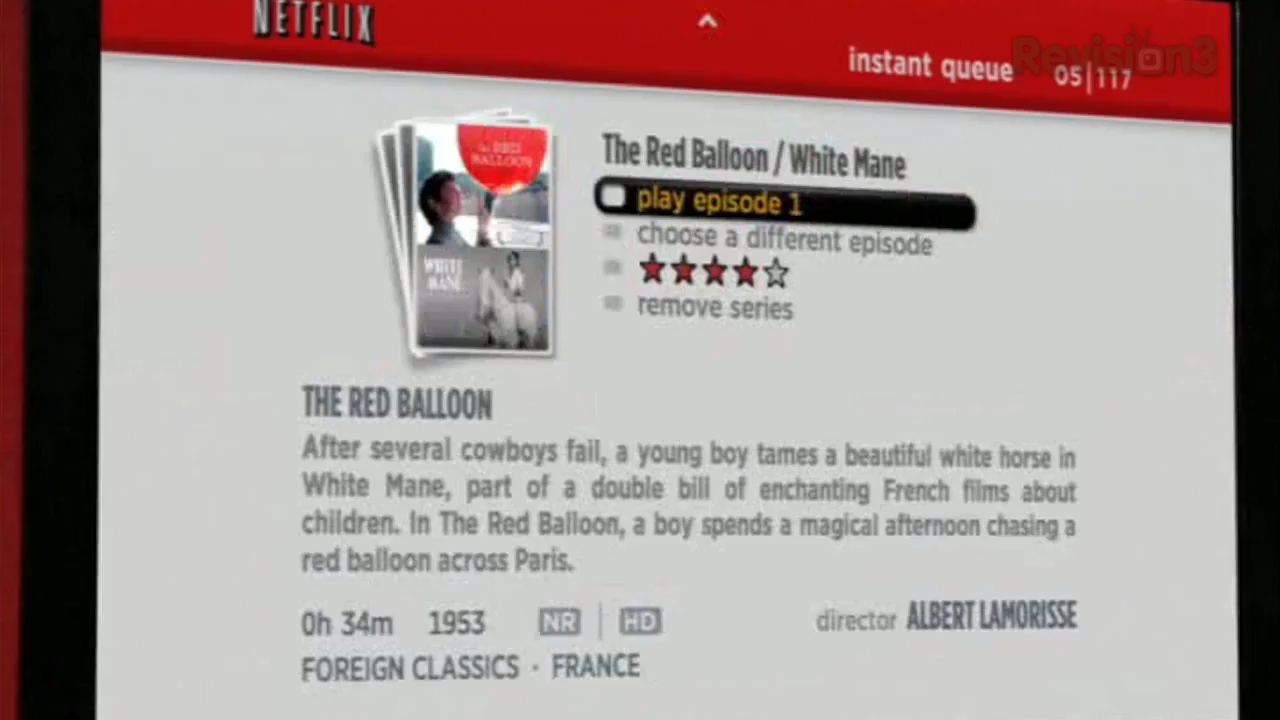 NETFLIX
instant queue 05|117
Revision3
The Red Balloon / White Mane
play episode 1
choose a different episode
remove series
THE RED BALLOON
WHITE MANE
THE RED BALLOON
After several cowboys fail, a young boy tames a beautiful white horse in
White Mane, part of a double bill of enchanting French films about
children. In The Red Balloon, a boy spends a magical afternoon chasing a
red balloon across Paris.
0h 34m 1953 NR | HD
director ALBERT LAMORISSE
FOREIGN CLASSICS · FRANCE